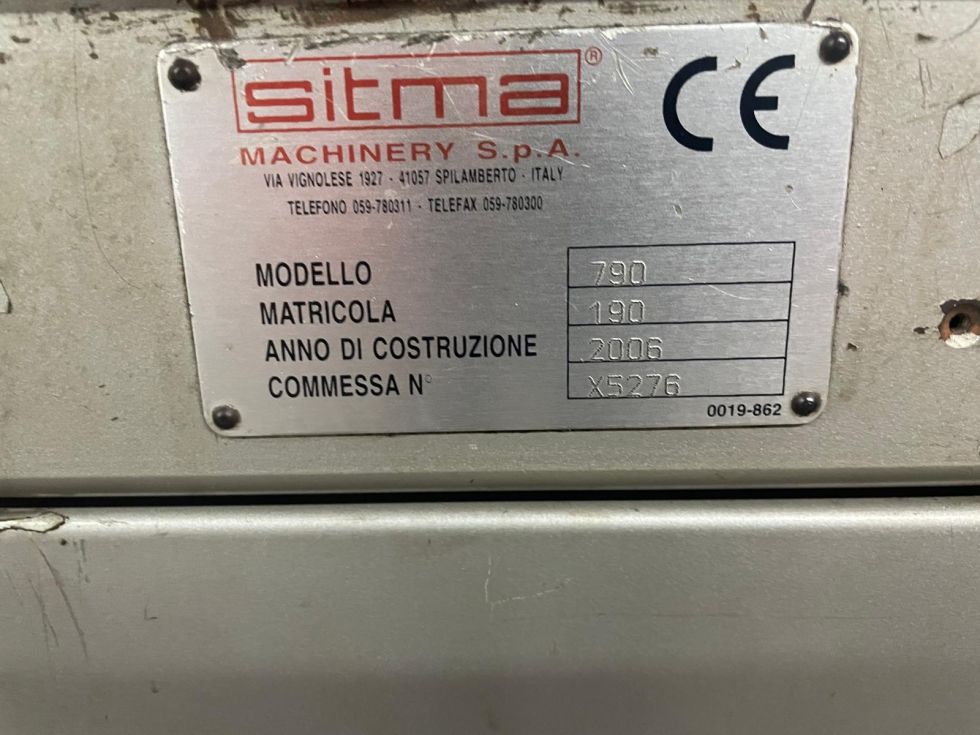 sitma®
CE
MACHINERY S.p.A.
VIA VIGNOLESE 1927 - 41057 SPILAMBERTO - ITALY
TELEFONO 059-780311 - TELEFAX 059-780300
MODELLO 790
MATRICOLA 190
ANNO DI COSTRUZIONE 2006
COMMESSA N° X5276
0019-862